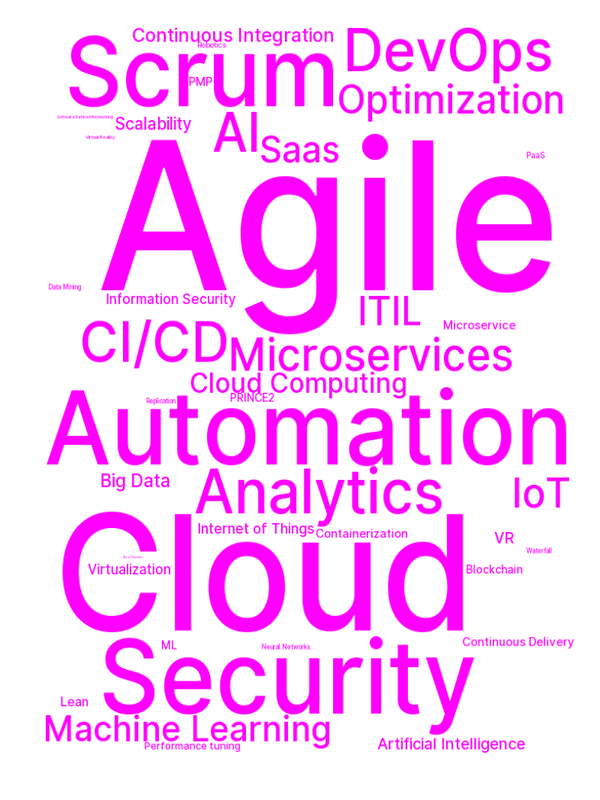 Continuous Integration
DevOps
Robotics
Scrum
PMP
Optimization
Software Defined Networking
Scalability
AI
Saas
Virtual Reality
PaaS
Agile
Data Mining
Information Security
ITIL
Microservice
CI/CD
Microservices
Cloud Computing
PRINCE2
Replication
Automation
Big Data
Analytics
IoT
Internet of Things
Containerization
VR
Cloud
Waterfall
Virtualization
Blockchain
ML
Neural Networks
Continuous Delivery
Security
Lean
Machine Learning
Performance tuning
Artificial Intelligence